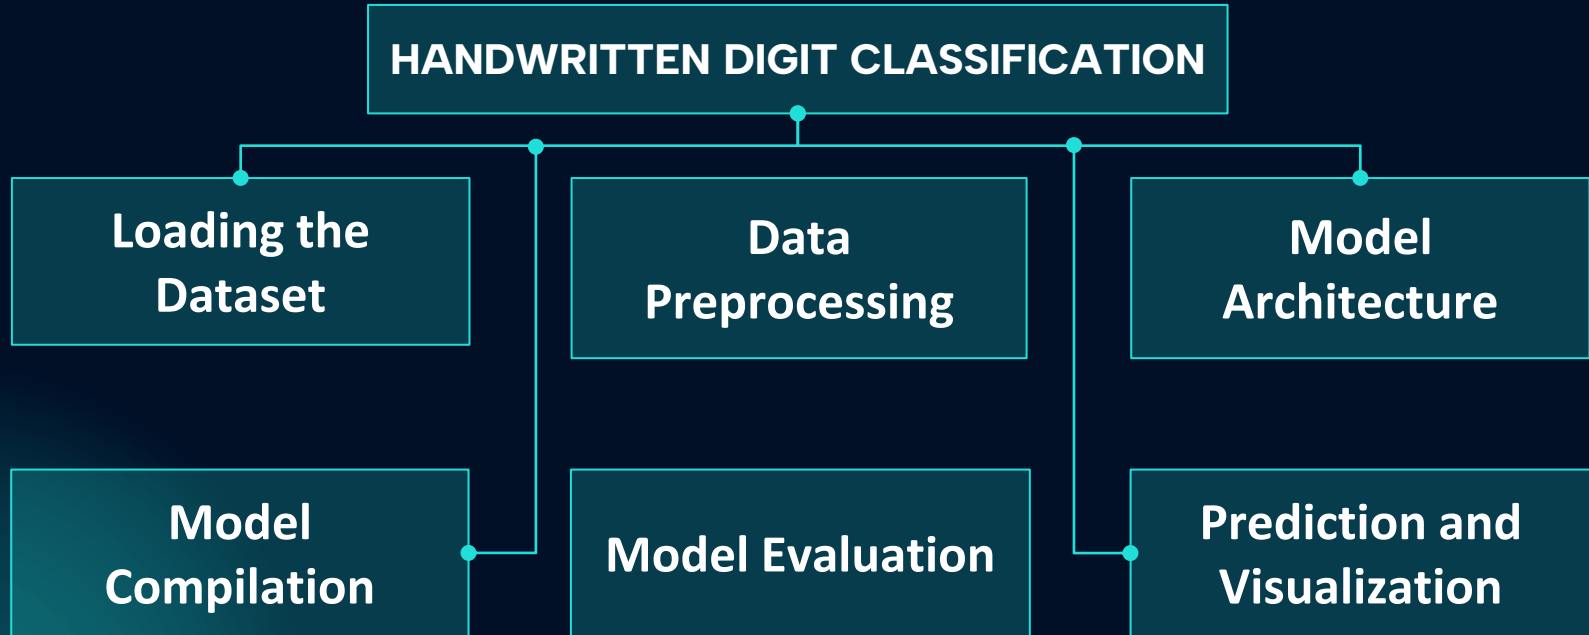 HANDWRITTEN DIGIT CLASSIFICATION
Loading the
Dataset
Data
Preprocessing
Model
Architecture
Model
Compilation
Model Evaluation
Prediction and
Visualization